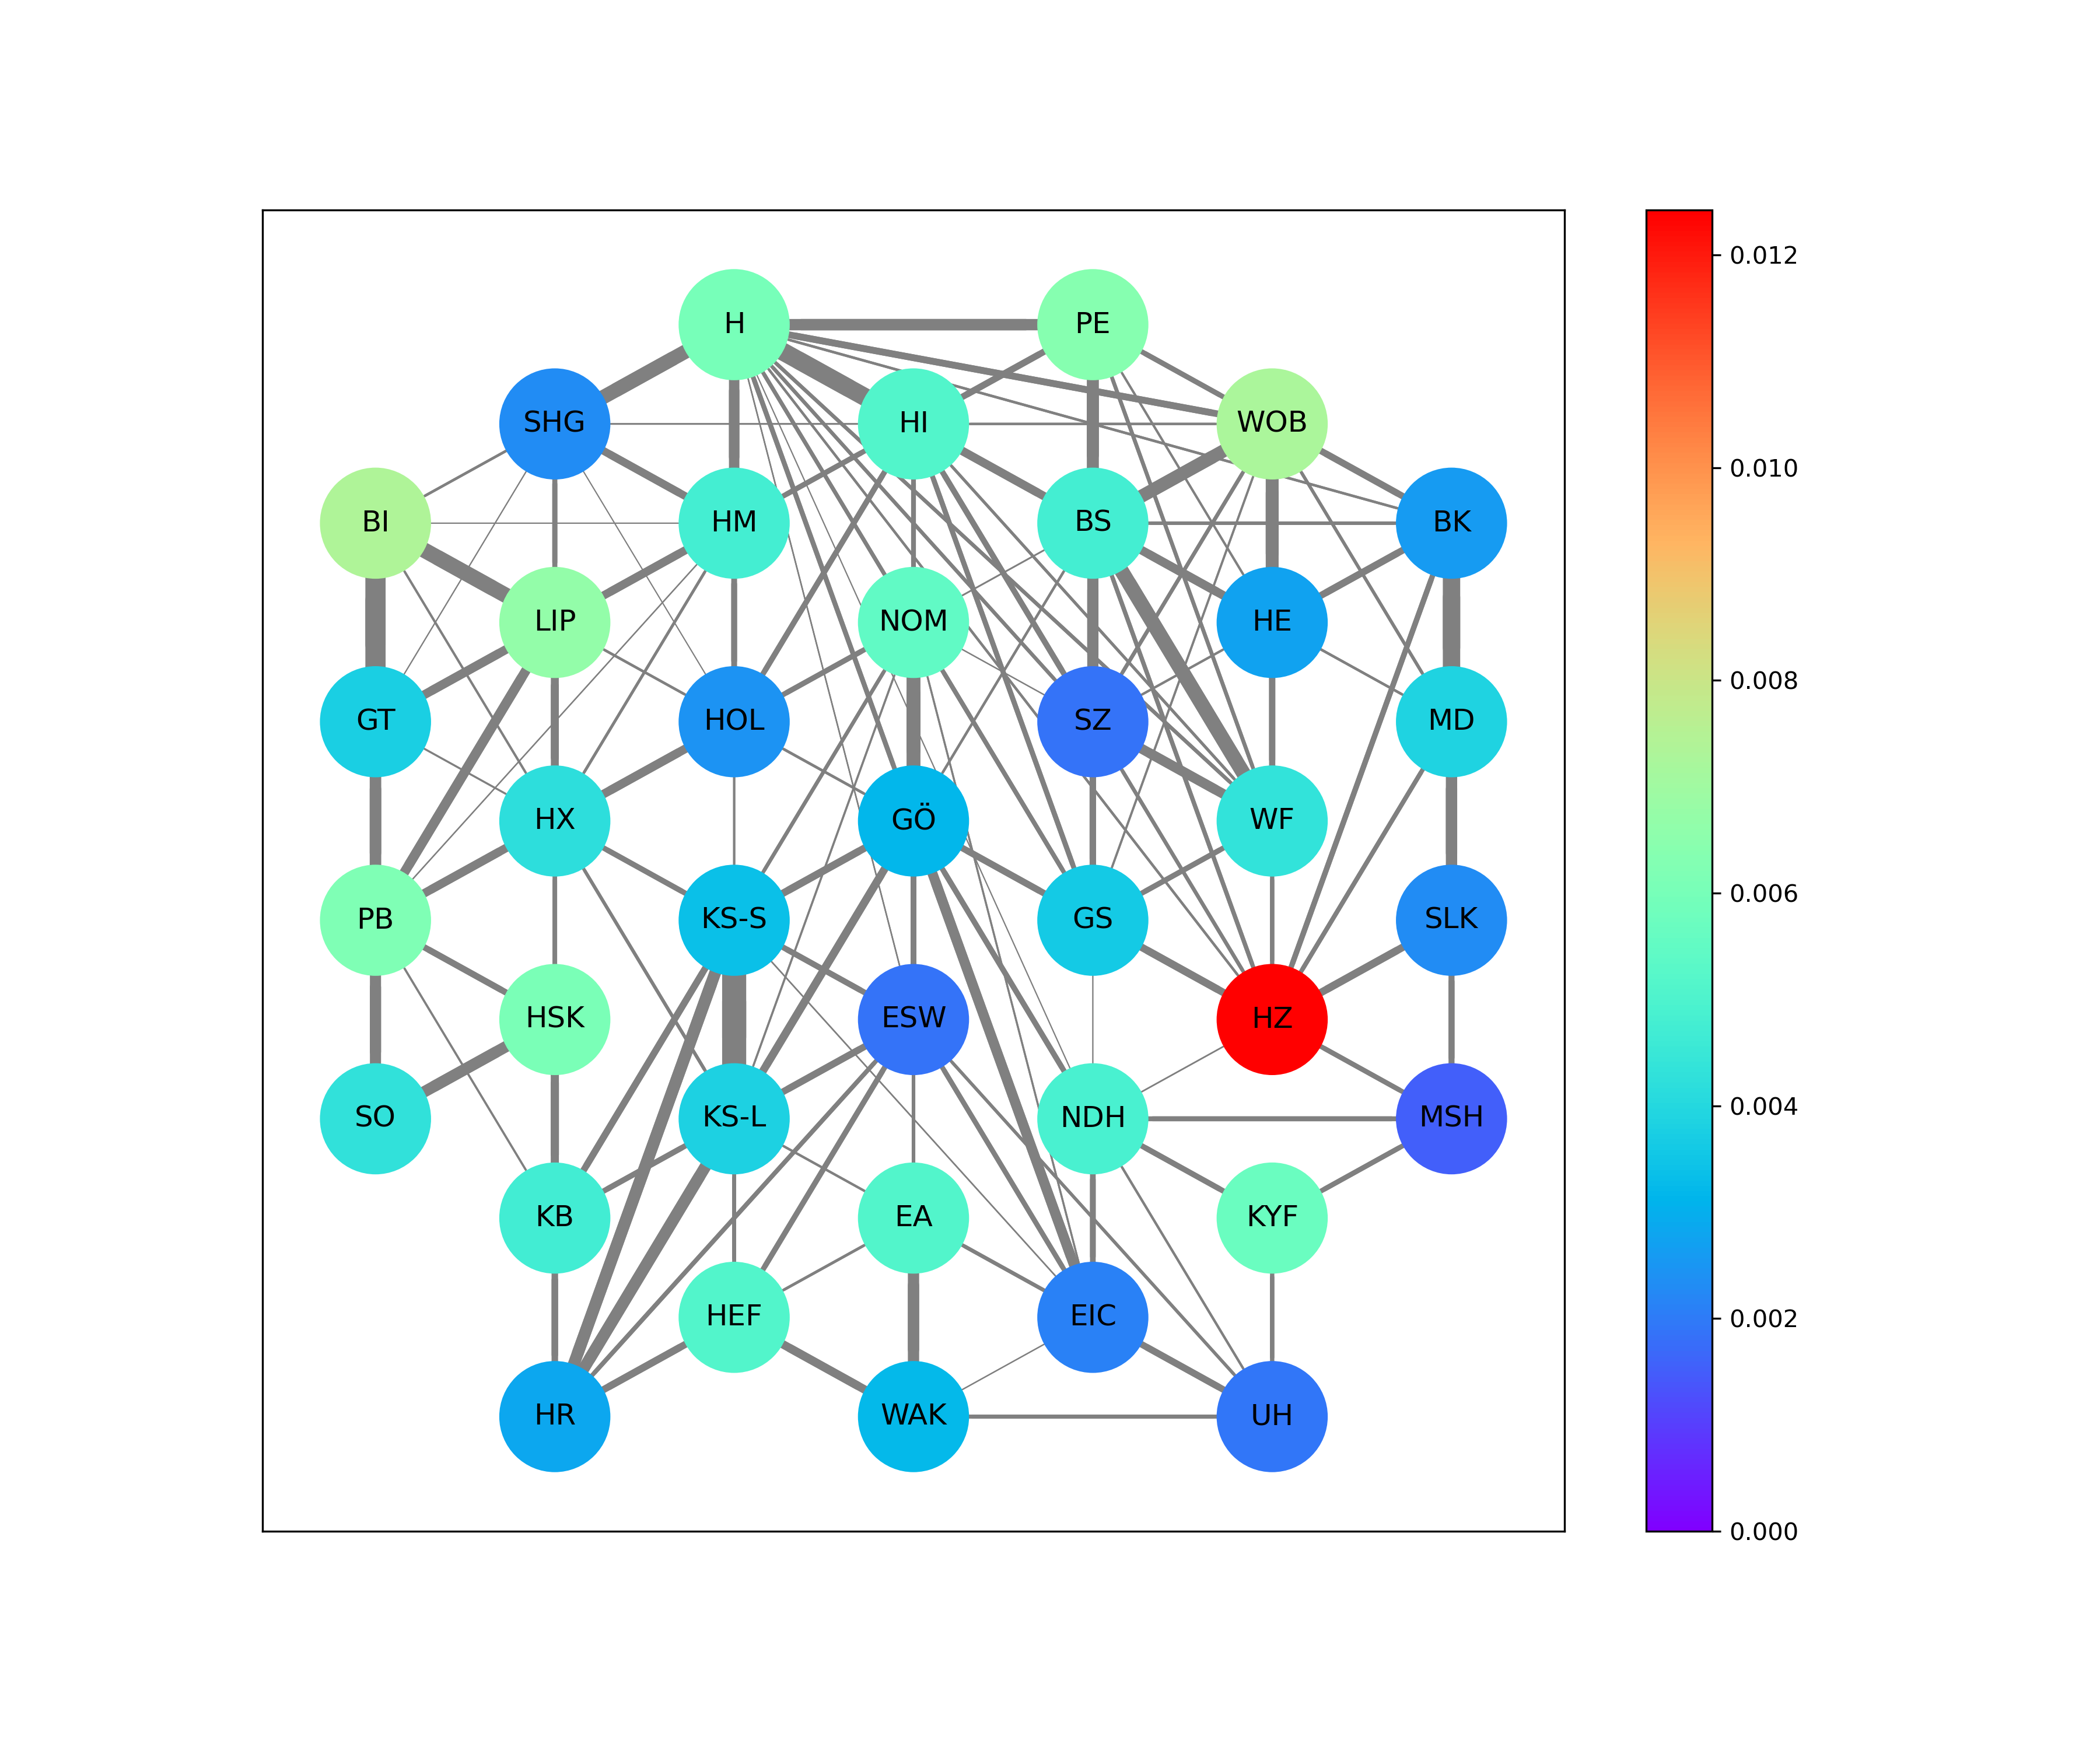 H
PE
SHG
HI
WOB
BI
HM
BS
BK
LIP
NOM
HE
GT
HOL
SZ
MD
HX
GÖ
WF
PB
KS-S
GS
SLK
HSK
ESW
HZ
SO
KS-L
NDH
MSH
KB
EA
KYF
HEF
EIC
HR
WAK
UH
0.012
0.010
0.008
0.006
0.004
0.002
0.000